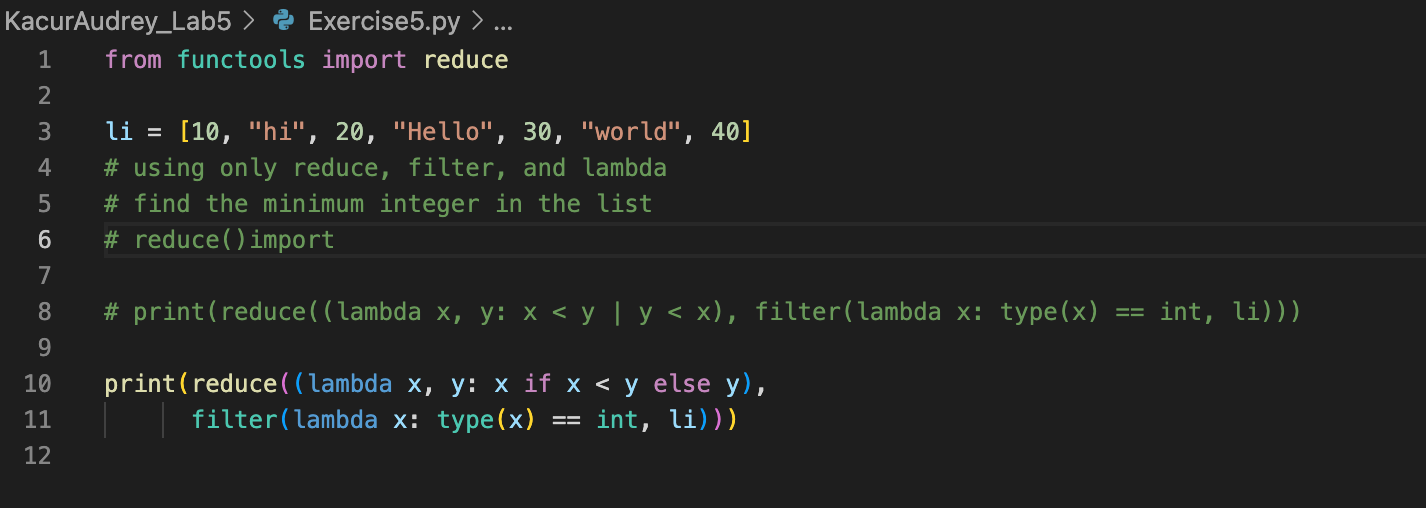 KacurAudrey_Lab5 > Exercise5.py > ...
1 from functools import reduce
2
3 li = [10, "hi", 20, "Hello", 30, "world", 40]
4 # using only reduce, filter, and lambda
5 # find the minimum integer in the list
6 # reduce()import
7
8 # print(reduce((lambda x, y: x < y | y < x), filter(lambda x: type(x) == int, li)))
9
10 print(reduce((lambda x, y: x if x < y else y),
11 filter(lambda x: type(x) == int, li)))
12